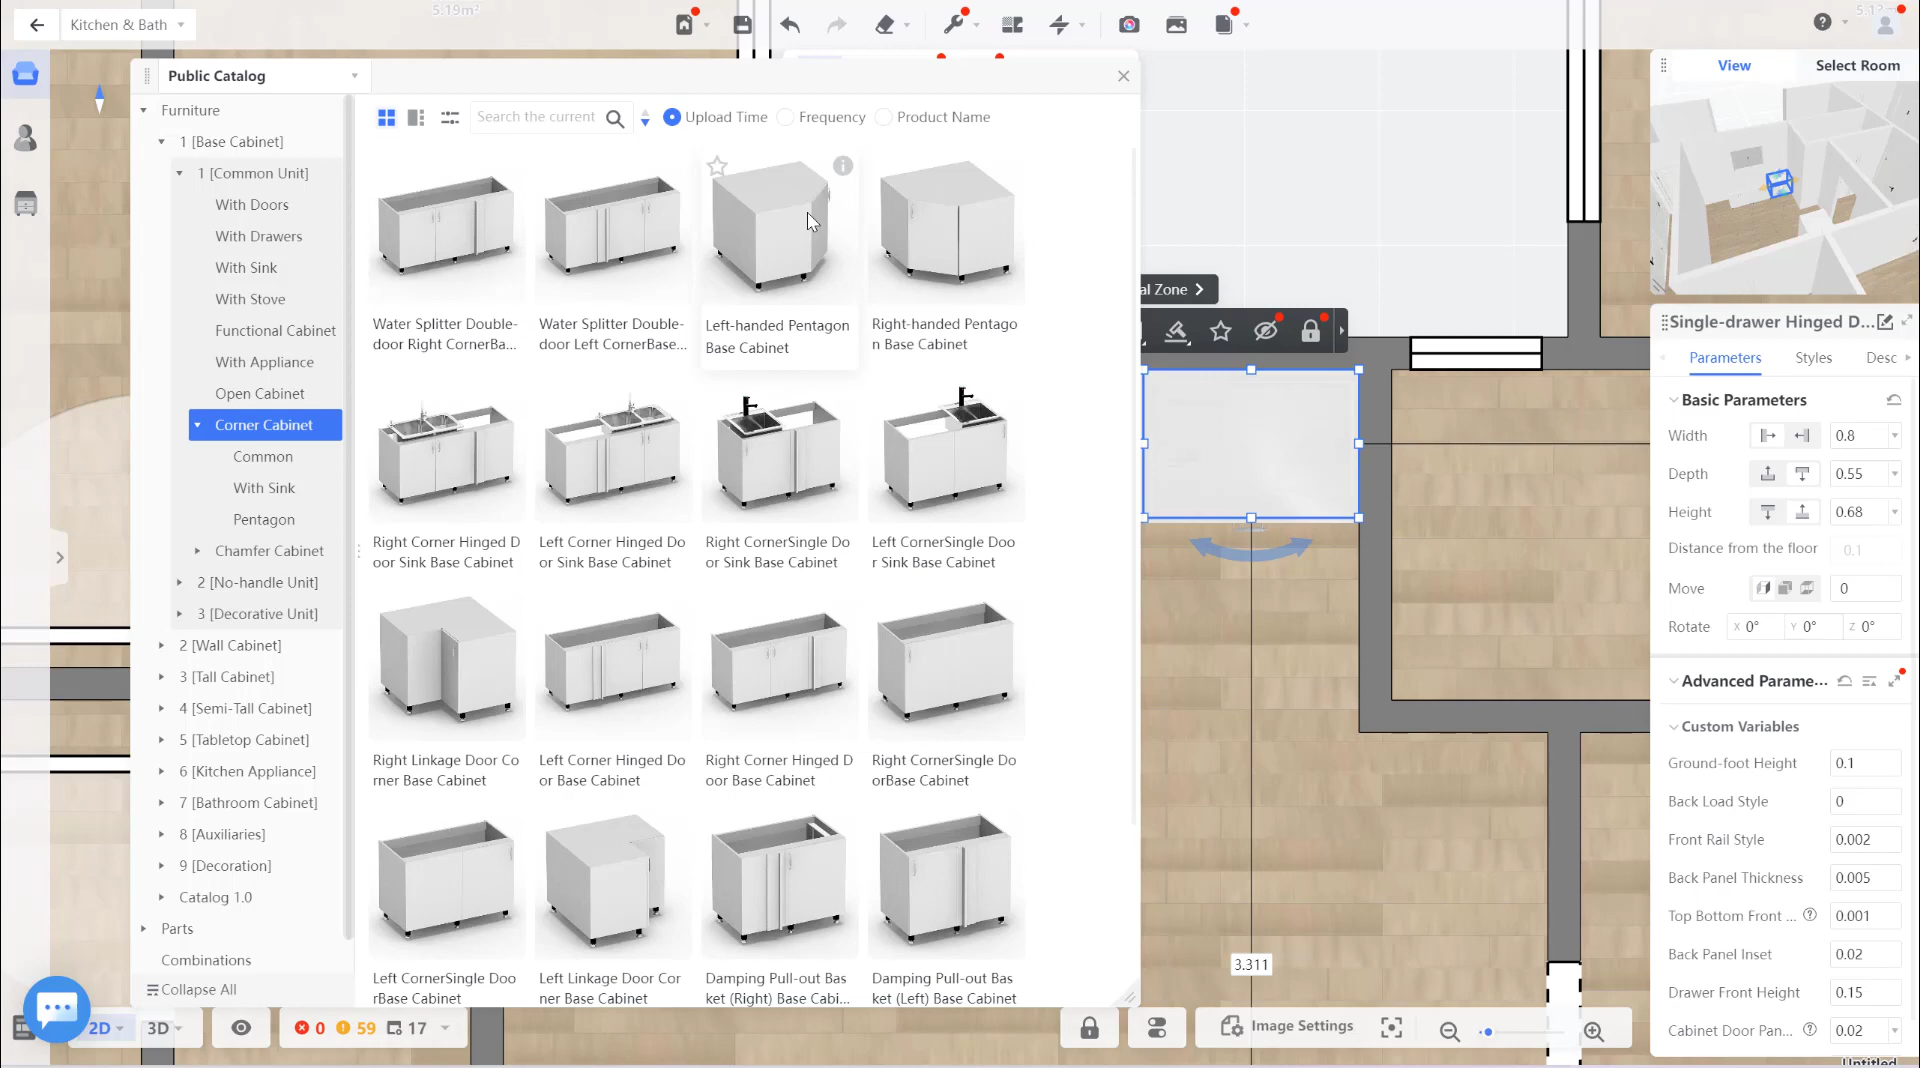 Kitchen & Bath
5.19m²
Public Catalog
Furniture
1 [Base Cabinet]
1 [Common Unit]
With Doors
With Drawers
With Sink
With Stove
Functional Cabinet
With Appliance
Open Cabinet
Corner Cabinet
Common
With Sink
Pentagon
Chamfer Cabinet
2 [No-handle Unit]
3 [Decorative Unit]
2 [Wall Cabinet]
3 [Tall Cabinet]
4 [Semi-Tall Cabinet]
5 [Tabletop Cabinet]
6 [Kitchen Appliance]
7 [Bathroom Cabinet]
8 [Auxiliaries]
9 [Decoration]
Catalog 1.0
Parts
Combinations
Collapse All
Search the current
Upload Time
Frequency
Product Name
Water Splitter Double-
door Right CornerBa...
Water Splitter Double-
door Left CornerBase...
Left-handed Pentagon
Base Cabinet
Right-handed Pentago
n Base Cabinet
Right Corner Hinged D
oor Sink Base Cabinet
Left Corner Hinged Do
or Sink Base Cabinet
Right CornerSingle Do
or Sink Base Cabinet
Left CornerSingle Doo
r Sink Base Cabinet
Right Linkage Door Co
rner Base Cabinet
Left Corner Hinged Do
or Base Cabinet
Right Corner Hinged D
oor Base Cabinet
Right CornerSingle Do
orBase Cabinet
Left CornerSingle Doo
rBase Cabinet
Left Linkage Door Cor
ner Base Cabinet
Damping Pull-out Bas
ket (Right) Base Cabi...
Damping Pull-out Bas
ket (Left) Base Cabinet
al Zone
3.311
View
Select Room
Single-drawer Hinged D...
Parameters
Styles
Desc
Basic Parameters
Width
0.8
Depth
0.55
Height
0.68
Distance from the floor
0.1
Move
0
Rotate
X 0°
Y 0°
Z 0°
Advanced Parame...
Custom Variables
Ground-foot Height
0.1
Back Load Style
0
Front Rail Style
0.002
Back Panel Thickness
0.005
Top Bottom Front ...
0.001
Back Panel Inset
0.02
Drawer Front Height
0.15
Cabinet Door Pan...
0.02
2D
3D
0
59
17
Image Settings
Untitled